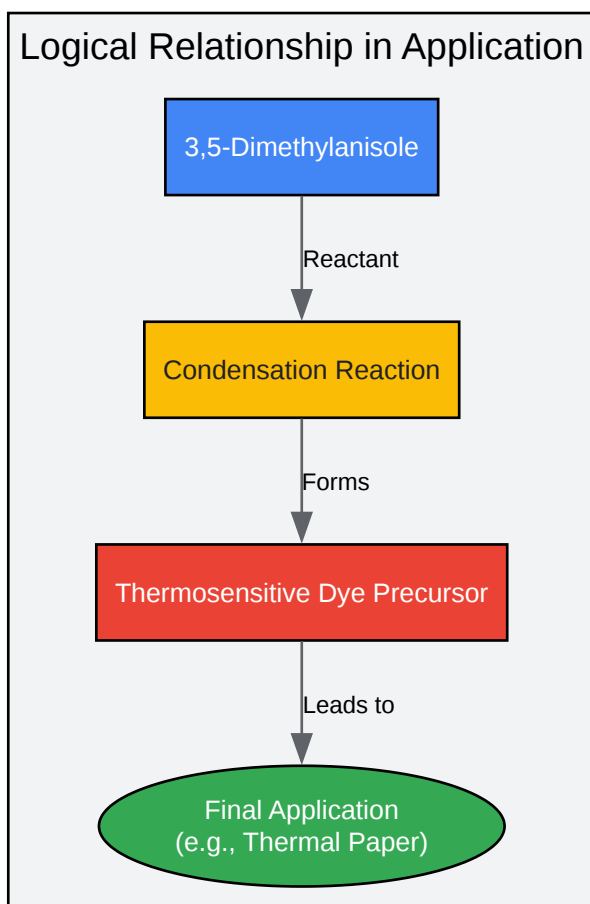 Logical Relationship in Application
3,5-Dimethylanisole
Reactant
Condensation Reaction
Forms
Thermosensitive Dye Precursor
Leads to
Final Application
(e.g., Thermal Paper)